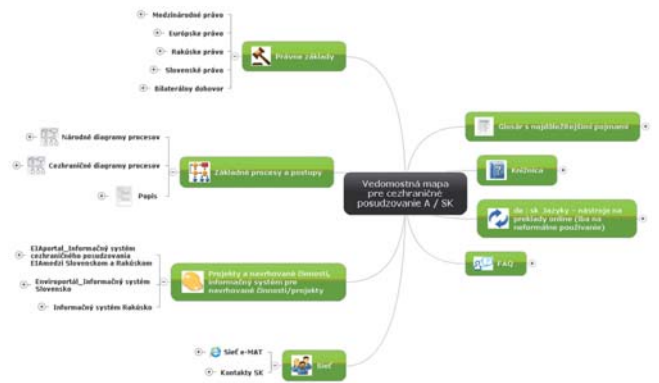 Medzinárodné právo
Európske právo
Rakúske právo
Slovenské právo
Bilaterálny dohovor
Právne základy
Národné diagramy procesov
Cezhraničné diagramy procesov
Popis
Základné procesy a postupy
EIAportal_Informačný systém
cezhraničného posudzovania
EIAmedzi Slovenskom a Rakúskom
Enviroportál_Informačný systém
Slovensko
Informačný systém Rakúsko
Projekty a navrhované činnosti,
informačný systém pre
navrhované činnosti/projekty
Sieť e-MAT
Kontakty SK
Sieť
Vedomostná mapa
pre cezhraničné
posudzovanie A / SK
Glosár s najdôležitejšími pojmami
Knižnica
de - sk Jazyky - nástroje na
preklady online (iba na
neformálne používanie)
FAQ